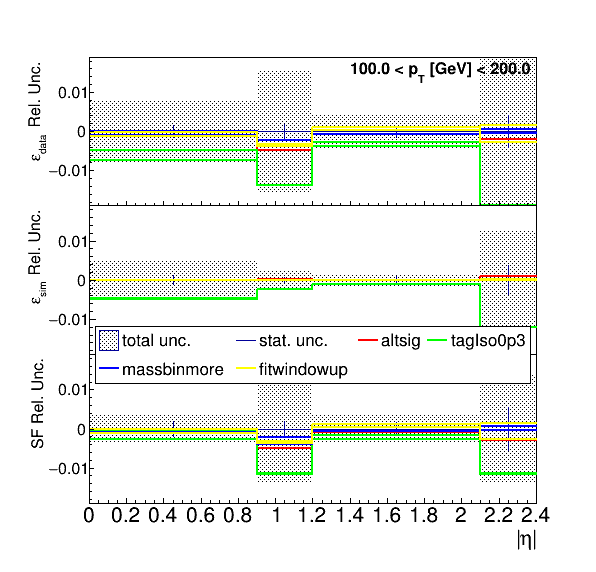 100.0 < pT [GeV] < 200.0
εdata Rel. Unc.
0.01
0
−0.01
εsim Rel. Unc.
0.01
0
−0.01
total unc. stat. unc. altsig tagIso0p3
massbinmore fitwindowup
SF Rel. Unc.
0.01
0
−0.01
0 0.2 0.4 0.6 0.8 1 1.2 1.4 1.6 1.8 2 2.2 2.4
|η|